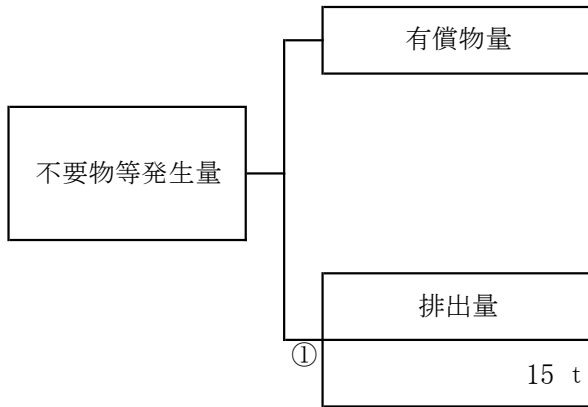 有償物量
不要物等発生量
排出量
①
15 t